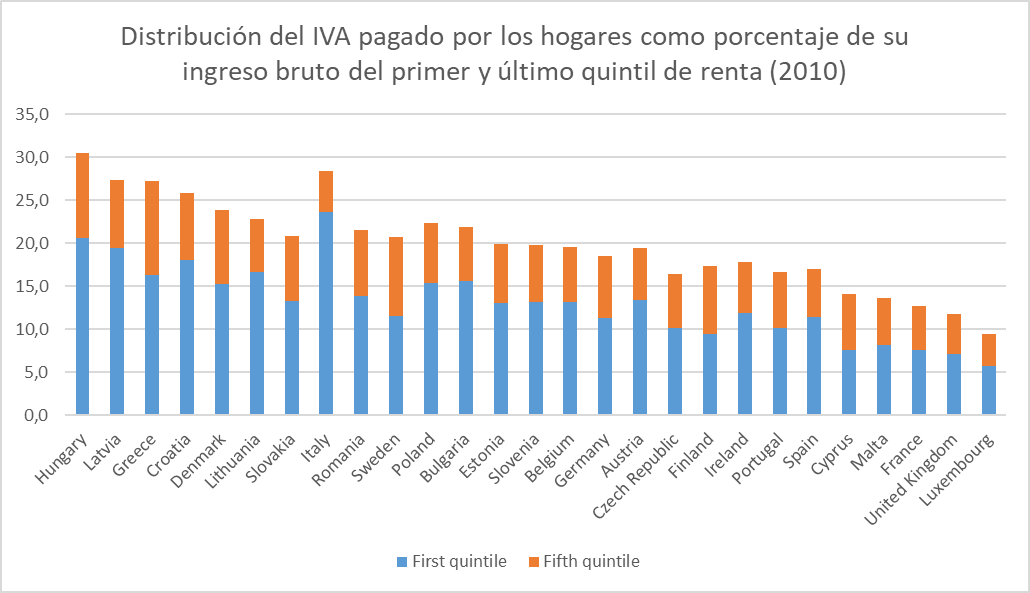 Distribución del IVA pagado por los hogares como porcentaje de su
ingreso bruto del primer y último quintil de renta (2010)
35,0
30,0
25,0
20,0
15,0
10,0
5,0
0,0
Hungary
Latvia
Greece
Croatia
Denmark
Lithuania
Slovakia
Italy
Romania
Sweden
Poland
Bulgaria
Estonia
Slovenia
Belgium
Germany
Austria
Czech Republic
Finland
Ireland
Portugal
Spain
Cyprus
Malta
France
United Kingdom
Luxembourg
First quintile
Fifth quintile